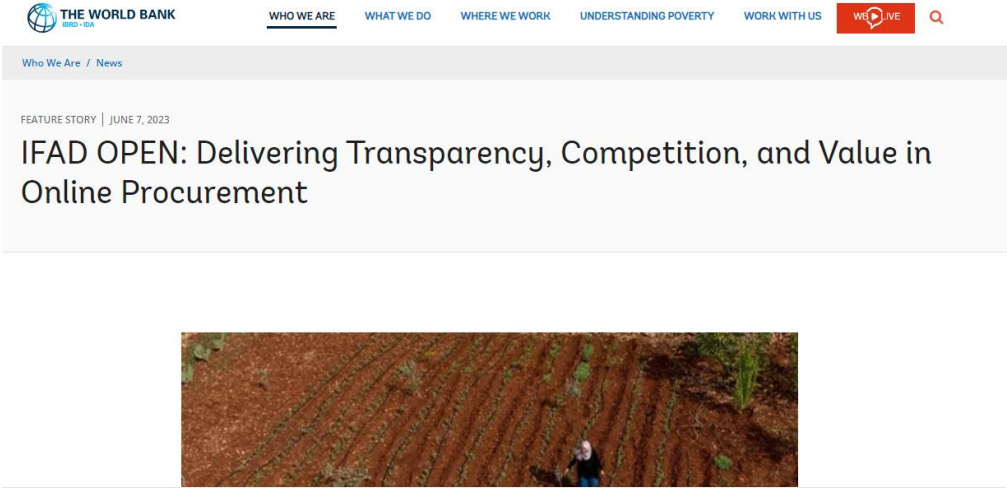 THE WORLD BANK
IBRD • IDA
WHO WE ARE
WHAT WE DO
WHERE WE WORK
UNDERSTANDING POVERTY
WORK WITH US
WB LIVE
Who We Are / News
FEATURE STORY | JUNE 7, 2023
IFAD OPEN: Delivering Transparency, Competition, and Value in
Online Procurement